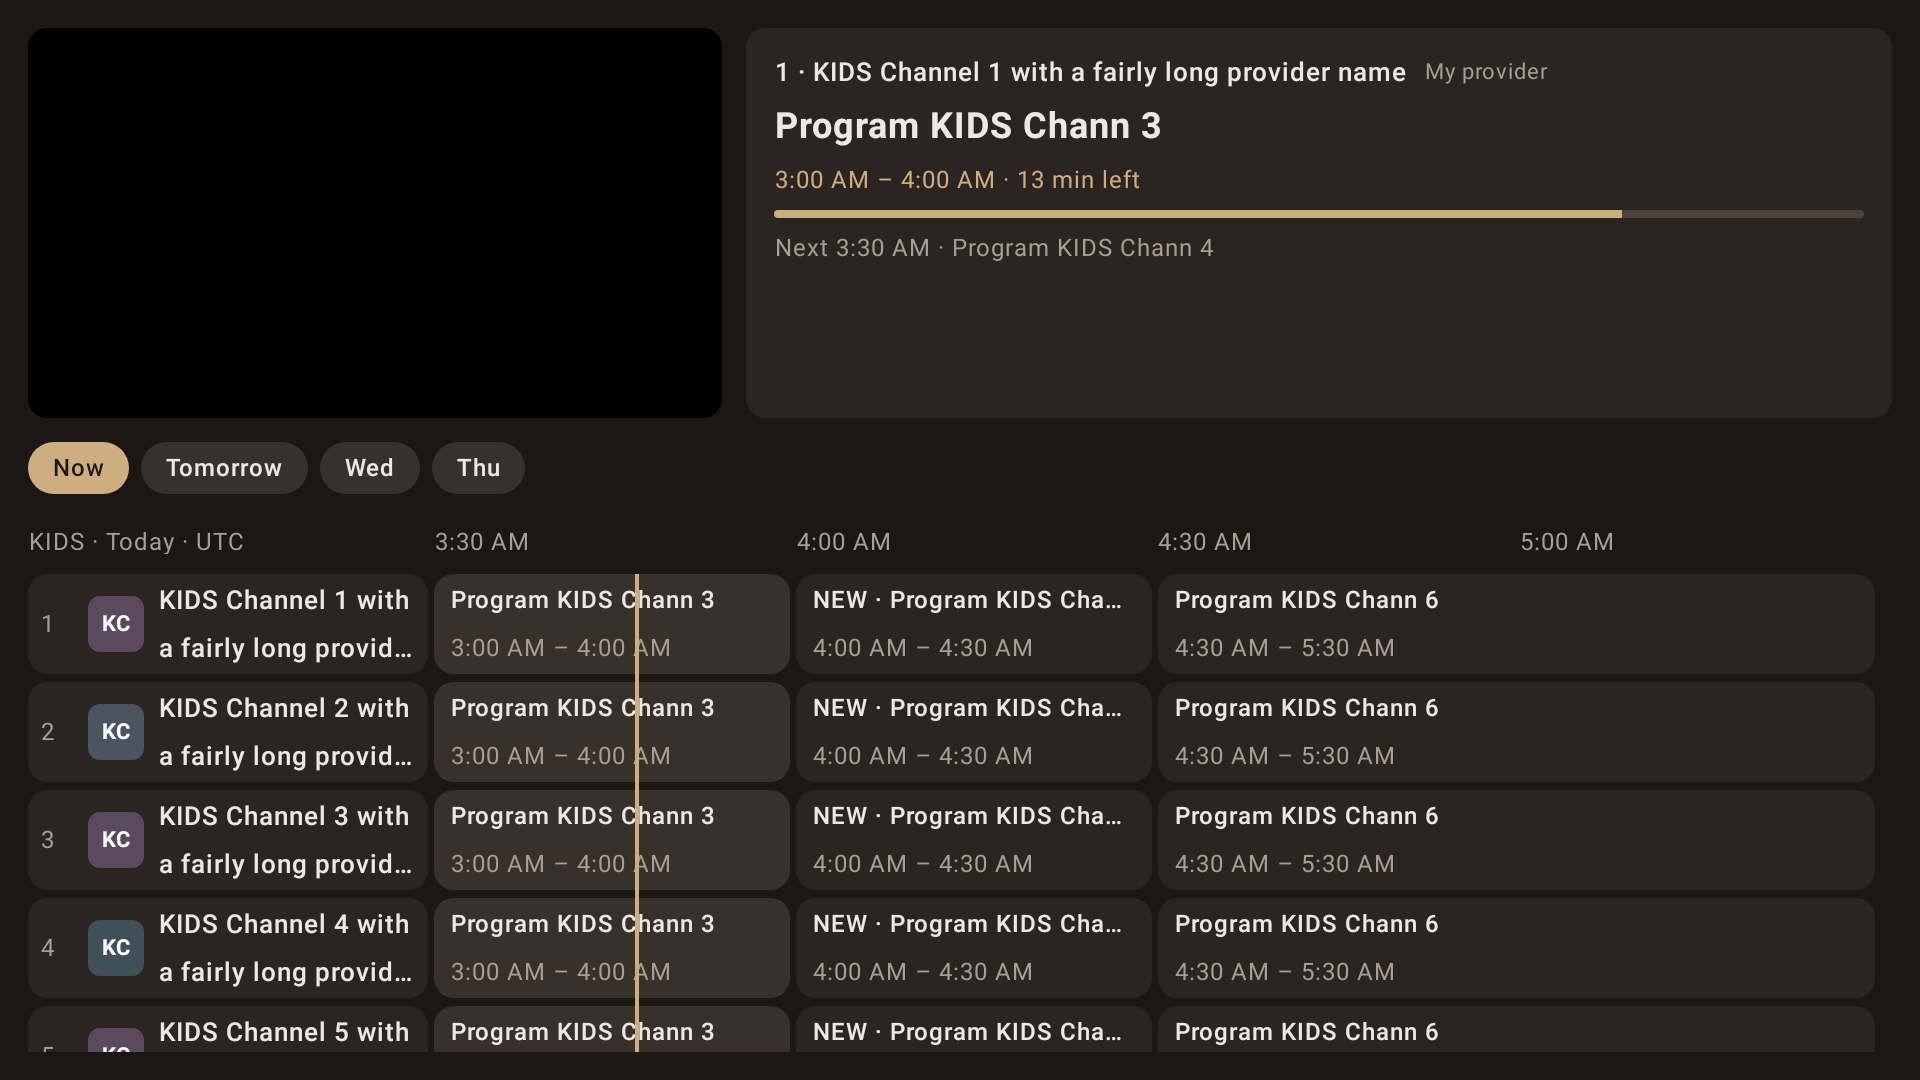 1 · KIDS Channel 1 with a fairly long provider name My provider
Program KIDS Chann 3
3:00 AM – 4:00 AM · 13 min left
Next 3:30 AM · Program KIDS Chann 4
Now Tomorrow Wed Thu
KIDS · Today · UTC 3:30 AM 4:00 AM 4:30 AM 5:00 AM
1 KC KIDS Channel 1 with a fairly long provid… Program KIDS Chann 3 3:00 AM – 4:00 AM NEW · Program KIDS Cha… 4:00 AM – 4:30 AM Program KIDS Chann 6 4:30 AM – 5:30 AM
2 KC KIDS Channel 2 with a fairly long provid… Program KIDS Chann 3 3:00 AM – 4:00 AM NEW · Program KIDS Cha… 4:00 AM – 4:30 AM Program KIDS Chann 6 4:30 AM – 5:30 AM
3 KC KIDS Channel 3 with a fairly long provid… Program KIDS Chann 3 3:00 AM – 4:00 AM NEW · Program KIDS Cha… 4:00 AM – 4:30 AM Program KIDS Chann 6 4:30 AM – 5:30 AM
4 KC KIDS Channel 4 with a fairly long provid… Program KIDS Chann 3 3:00 AM – 4:00 AM NEW · Program KIDS Cha… 4:00 AM – 4:30 AM Program KIDS Chann 6 4:30 AM – 5:30 AM
KIDS Channel 5 with Program KIDS Chann 3 NEW · Program KIDS Cha… Program KIDS Chann 6